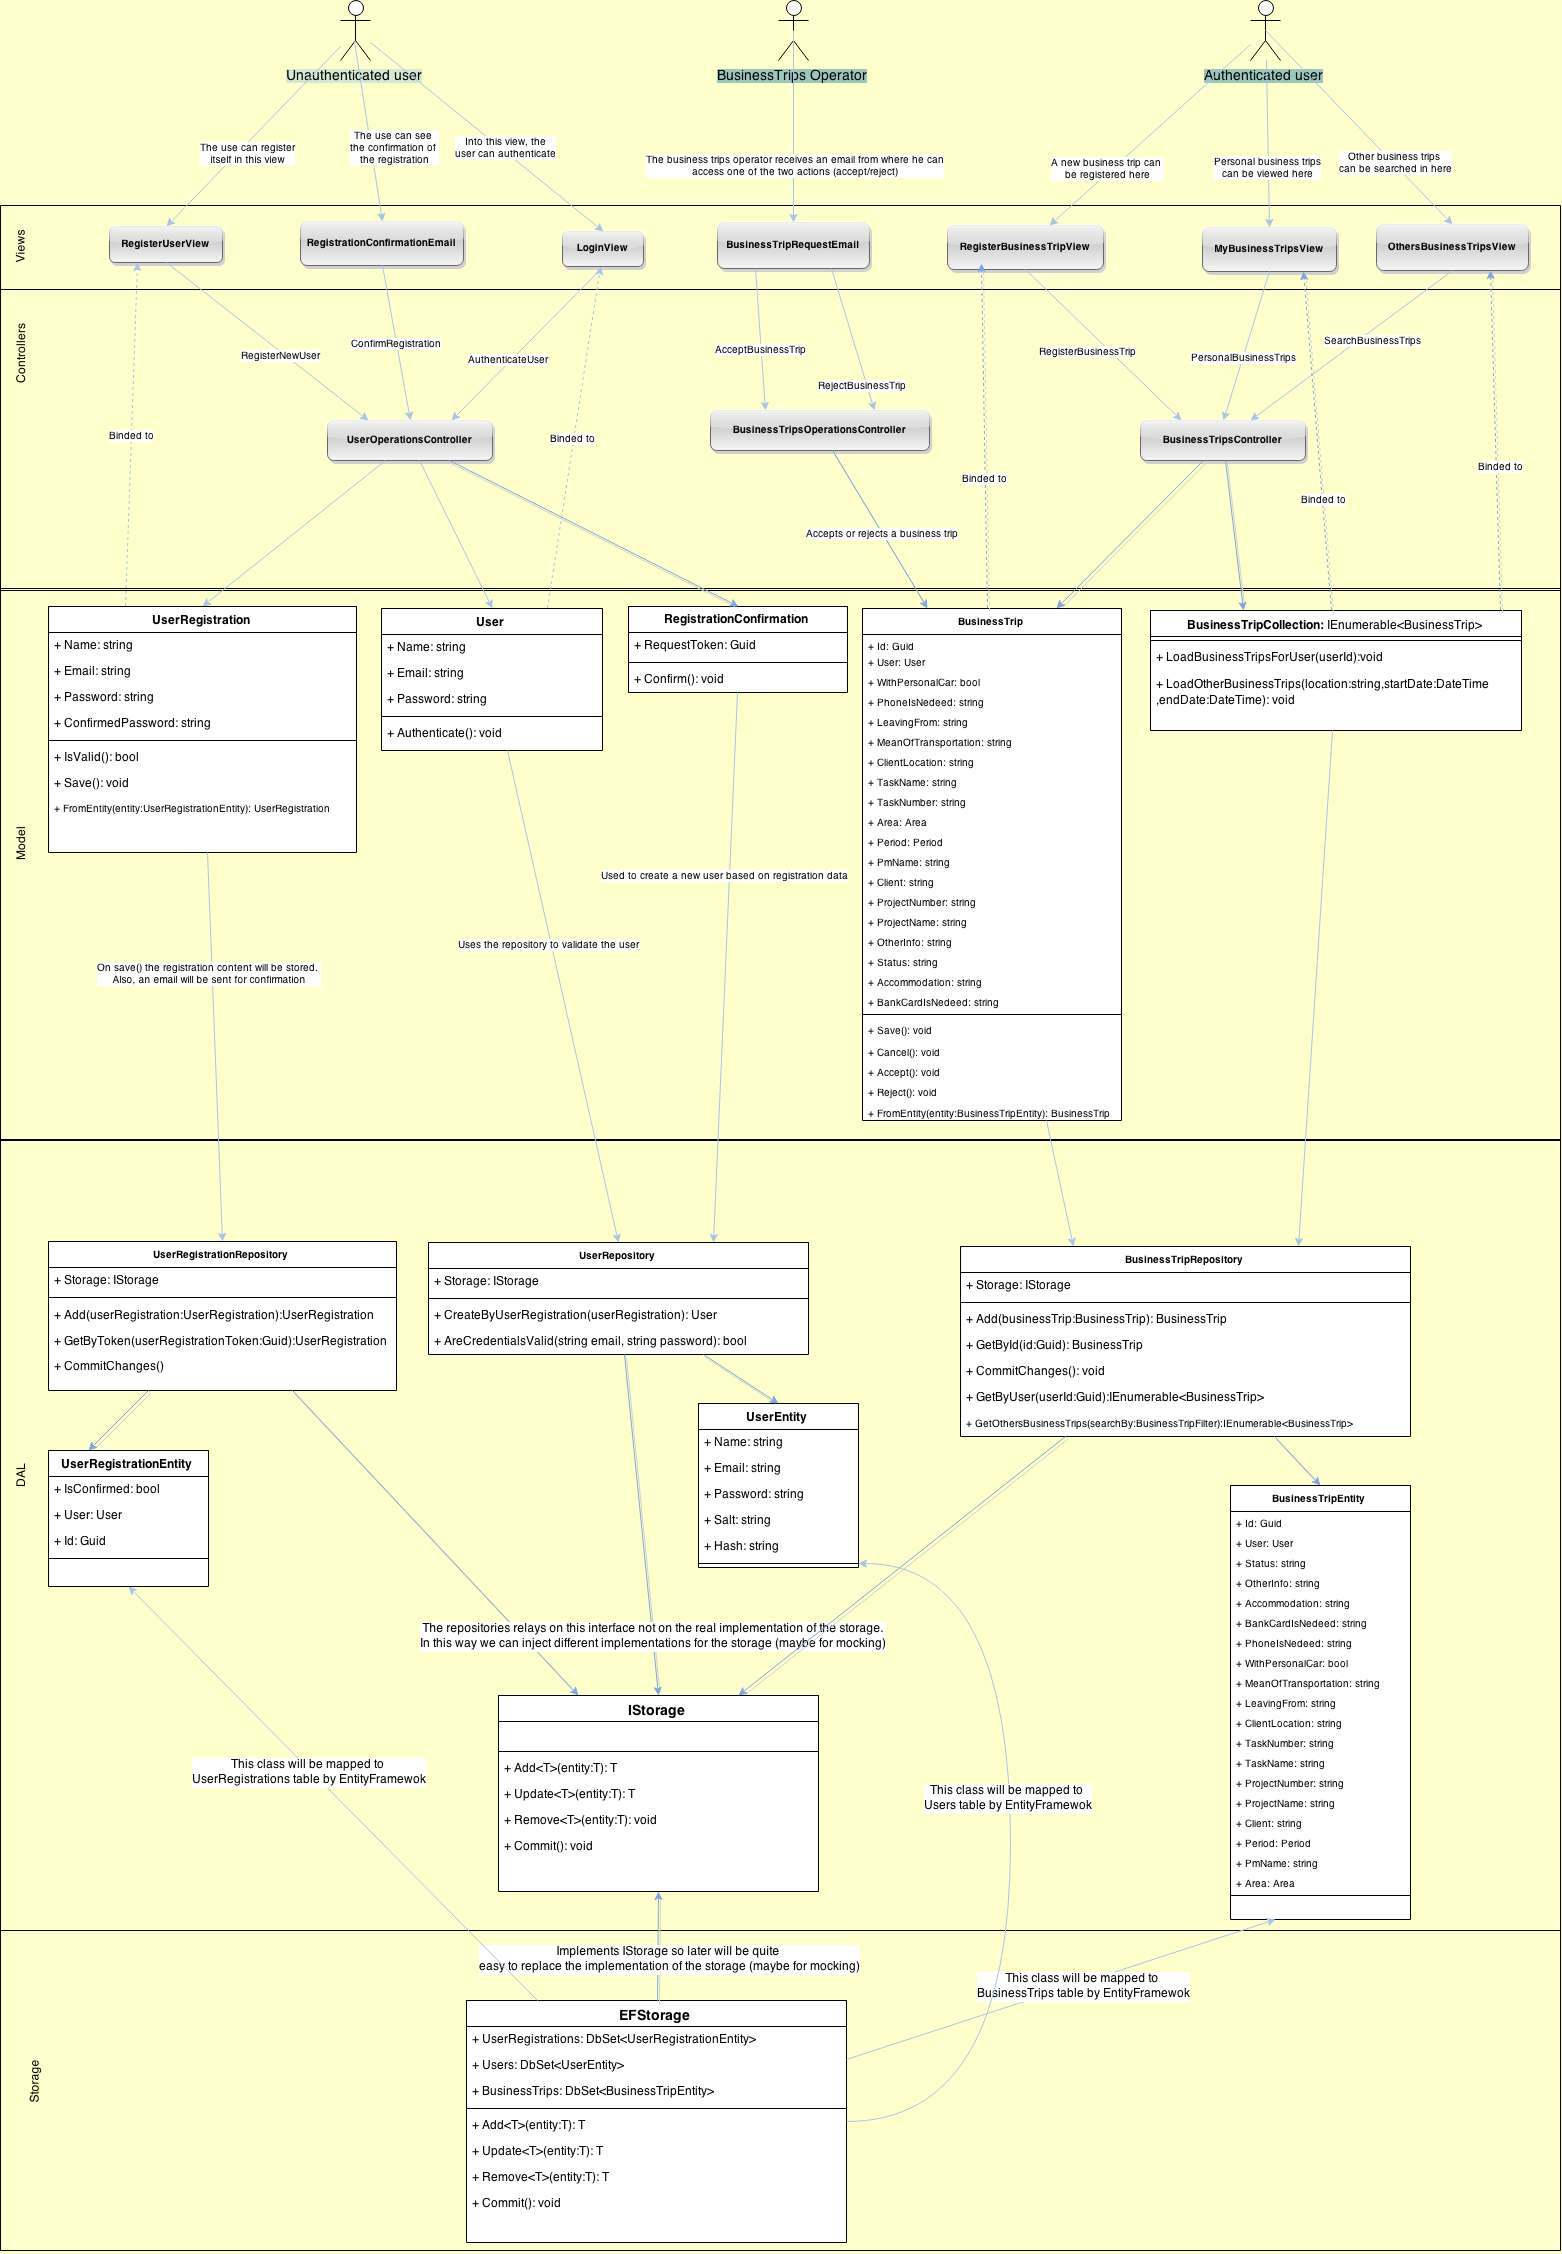 Unauthenticated user
BusinessTrips Operator
Authenticated user
The use can register
itself in this view
The use can see
the confirmation of
the registration
Into this view, the
user can authenticate
The business trips operator receives an email from where he can
access one of the two actions (accept/reject)
A new business trip can
be registered here
Personal business trips
can be viewed here
Other business trips
can be searched in here
Views
RegisterUserView
RegistrationConfirmationEmail
LoginView
BusinessTripRequestEmail
RegisterBusinessTripView
MyBusinessTripsView
OthersBusinessTripsView
Controllers
RegisterNewUser
ConfirmRegistration
AuthenticateUser
AcceptBusinessTrip
RejectBusinessTrip
RegisterBusinessTrip
PersonalBusinessTrips
SearchBusinessTrips
Binded to
UserOperationsController
Binded to
BusinessTripsOperationsController
BusinessTripsController
Binded to
Binded to
Binded to
Accepts or rejects a business trip
Model
UserRegistration
+ Name: string
+ Email: string
+ Password: string
+ ConfirmedPassword: string
+ IsValid(): bool
+ Save(): void
+ FromEntity(entity:UserRegistrationEntity): UserRegistration
User
+ Name: string
+ Email: string
+ Password: string
+ Authenticate(): void
RegistrationConfirmation
+ RequestToken: Guid
+ Confirm(): void
BusinessTrip
+ Id: Guid
+ User: User
+ WithPersonalCar: bool
+ PhoneIsNedeed: string
+ LeavingFrom: string
+ MeanOfTransportation: string
+ ClientLocation: string
+ TaskName: string
+ TaskNumber: string
+ Area: Area
+ Period: Period
+ PmName: string
+ Client: string
+ ProjectNumber: string
+ ProjectName: string
+ OtherInfo: string
+ Status: string
+ Accommodation: string
+ BankCardIsNedeed: string
+ Save(): void
+ Cancel(): void
+ Accept(): void
+ Reject(): void
+ FromEntity(entity:BusinessTripEntity): BusinessTrip
BusinessTripCollection: IEnumerable<BusinessTrip>
+ LoadBusinessTripsForUser(userId):void
+ LoadOtherBusinessTrips(location:string,startDate:DateTime
,endDate:DateTime): void
Used to create a new user based on registration data
Uses the repository to validate the user
On save() the registration content will be stored.
Also, an email will be sent for confirmation
DAL
UserRegistrationRepository
+ Storage: IStorage
+ Add(userRegistration:UserRegistration):UserRegistration
+ GetByToken(userRegistrationToken:Guid):UserRegistration
+ CommitChanges()
UserRepository
+ Storage: IStorage
+ CreateByUserRegistration(userRegistration): User
+ AreCredentialsValid(string email, string password): bool
BusinessTripRepository
+ Storage: IStorage
+ Add(businessTrip:BusinessTrip): BusinessTrip
+ GetById(id:Guid): BusinessTrip
+ CommitChanges(): void
+ GetByUser(userId:Guid):IEnumerable<BusinessTrip>
+ GetOthersBusinessTrips(searchBy:BusinessTripFilter):IEnumerable<BusinessTrip>
UserRegistrationEntity
+ IsConfirmed: bool
+ User: User
+ Id: Guid
UserEntity
+ Name: string
+ Email: string
+ Password: string
+ Salt: string
+ Hash: string
BusinessTripEntity
+ Id: Guid
+ User: User
+ Status: string
+ OtherInfo: string
+ Accommodation: string
+ BankCardIsNedeed: string
+ PhoneIsNedeed: string
+ WithPersonalCar: bool
+ MeanOfTransportation: string
+ LeavingFrom: string
+ ClientLocation: string
+ TaskNumber: string
+ TaskName: string
+ ProjectNumber: string
+ ProjectName: string
+ Client: string
+ Period: Period
+ PmName: string
+ Area: Area
The repositories relays on this interface not on the real implementation of the storage.
In this way we can inject different implementations for the storage (maybe for mocking)
IStorage
+ Add<T>(entity:T): T
+ Update<T>(entity:T): T
+ Remove<T>(entity:T): void
+ Commit(): void
This class will be mapped to
UserRegistrations table by EntityFramewok
This class will be mapped to
Users table by EntityFramewok
Storage
Implements IStorage so later will be quite
easy to replace the implementation of the storage (maybe for mocking)
This class will be mapped to
BusinessTrips table by EntityFramewok
EFStorage
+ UserRegistrations: DbSet<UserRegistrationEntity>
+ Users: DbSet<UserEntity>
+ BusinessTrips: DbSet<BusinessTripEntity>
+ Add<T>(entity:T): T
+ Update<T>(entity:T): T
+ Remove<T>(entity:T): T
+ Commit(): void